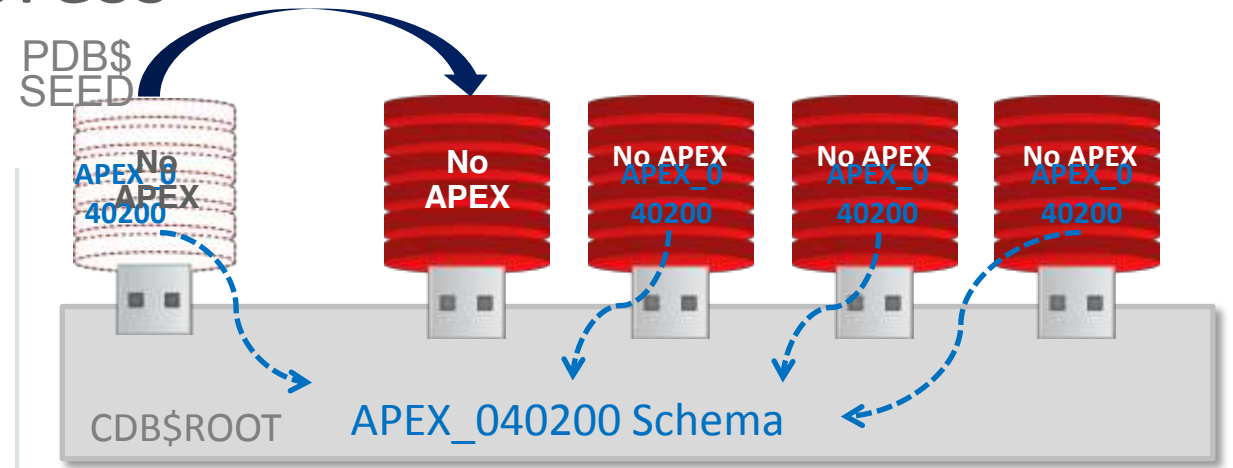 PDB$
SEED
No
APEX
APEX_0
40200
No
APEX
No APEX
APEX_0
40200
No APEX
APEX_0
40200
No APEX
APEX_0
40200
CDB$ROOT
APEX_040200 Schema